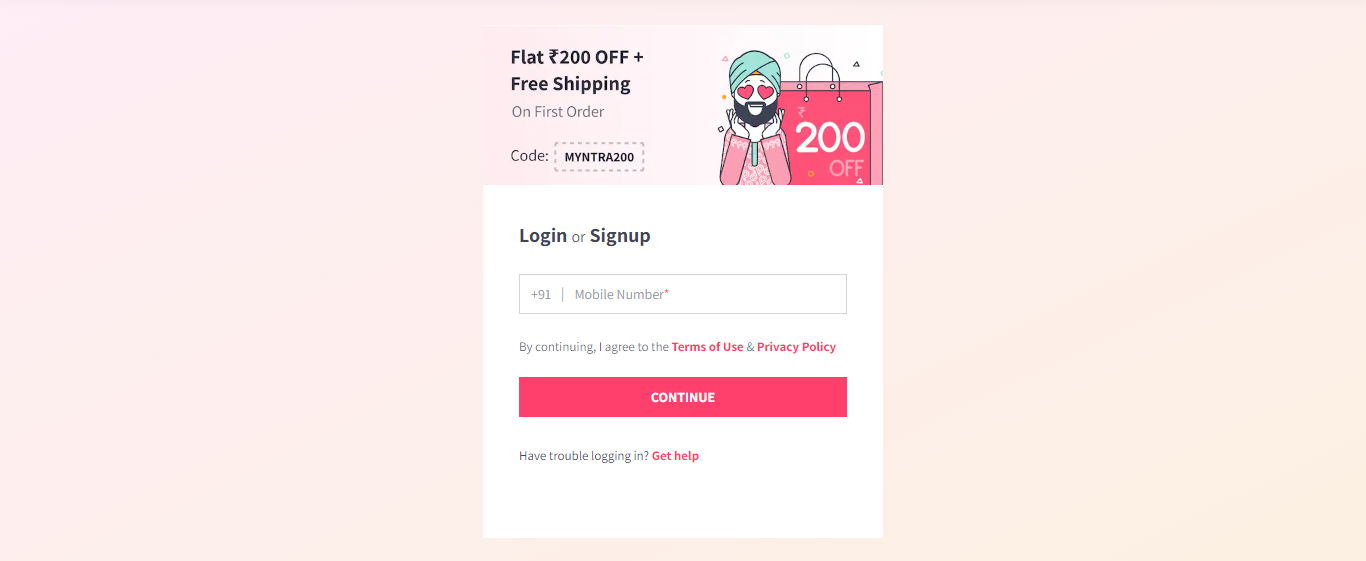 Flat ₹200 OFF +
Free Shipping
On First Order
Code: MYNTRA200
₹
200
OFF
Login or Signup
+91 | Mobile Number*
By continuing, I agree to the Terms of Use & Privacy Policy
CONTINUE
Have trouble logging in? Get help